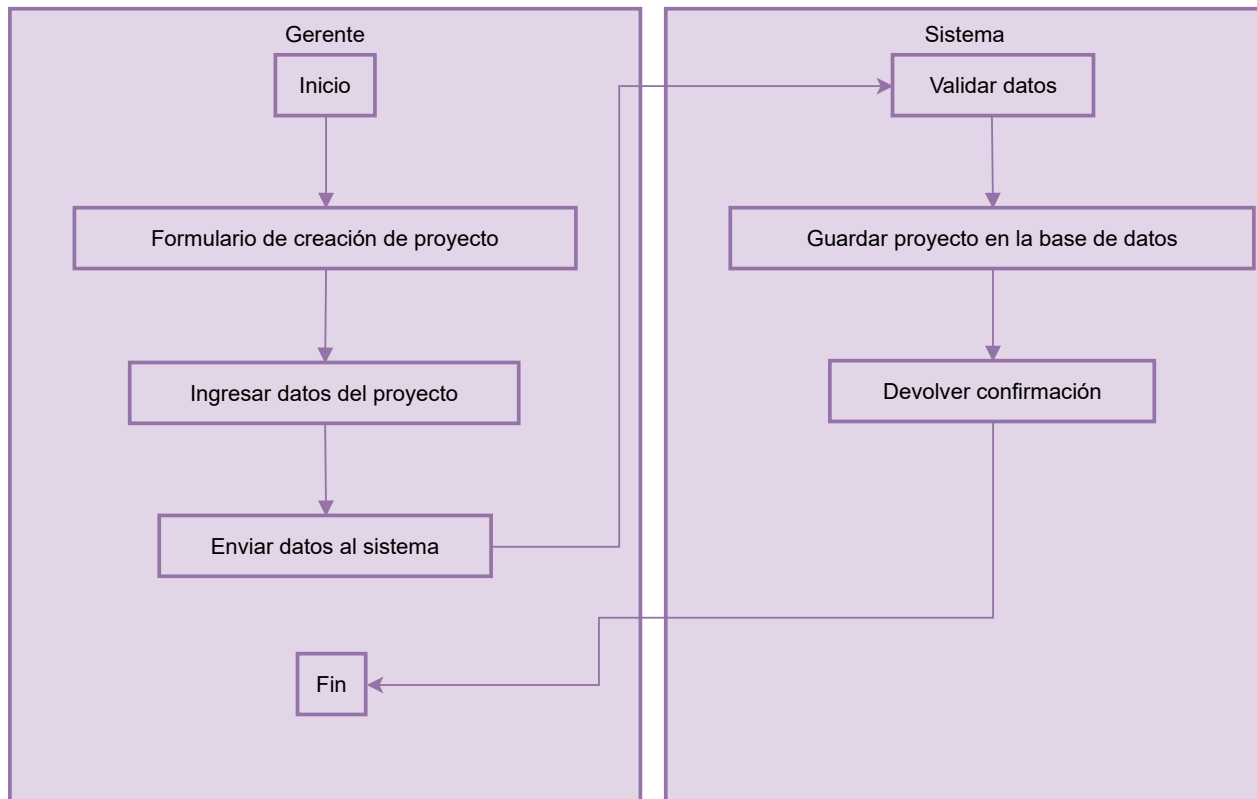 Gerente
Inicio
Formulario de creación de proyecto
Ingresar datos del proyecto
Enviar datos al sistema
Fin
Sistema
Validar datos
Guardar proyecto en la base de datos
Devolver confirmación